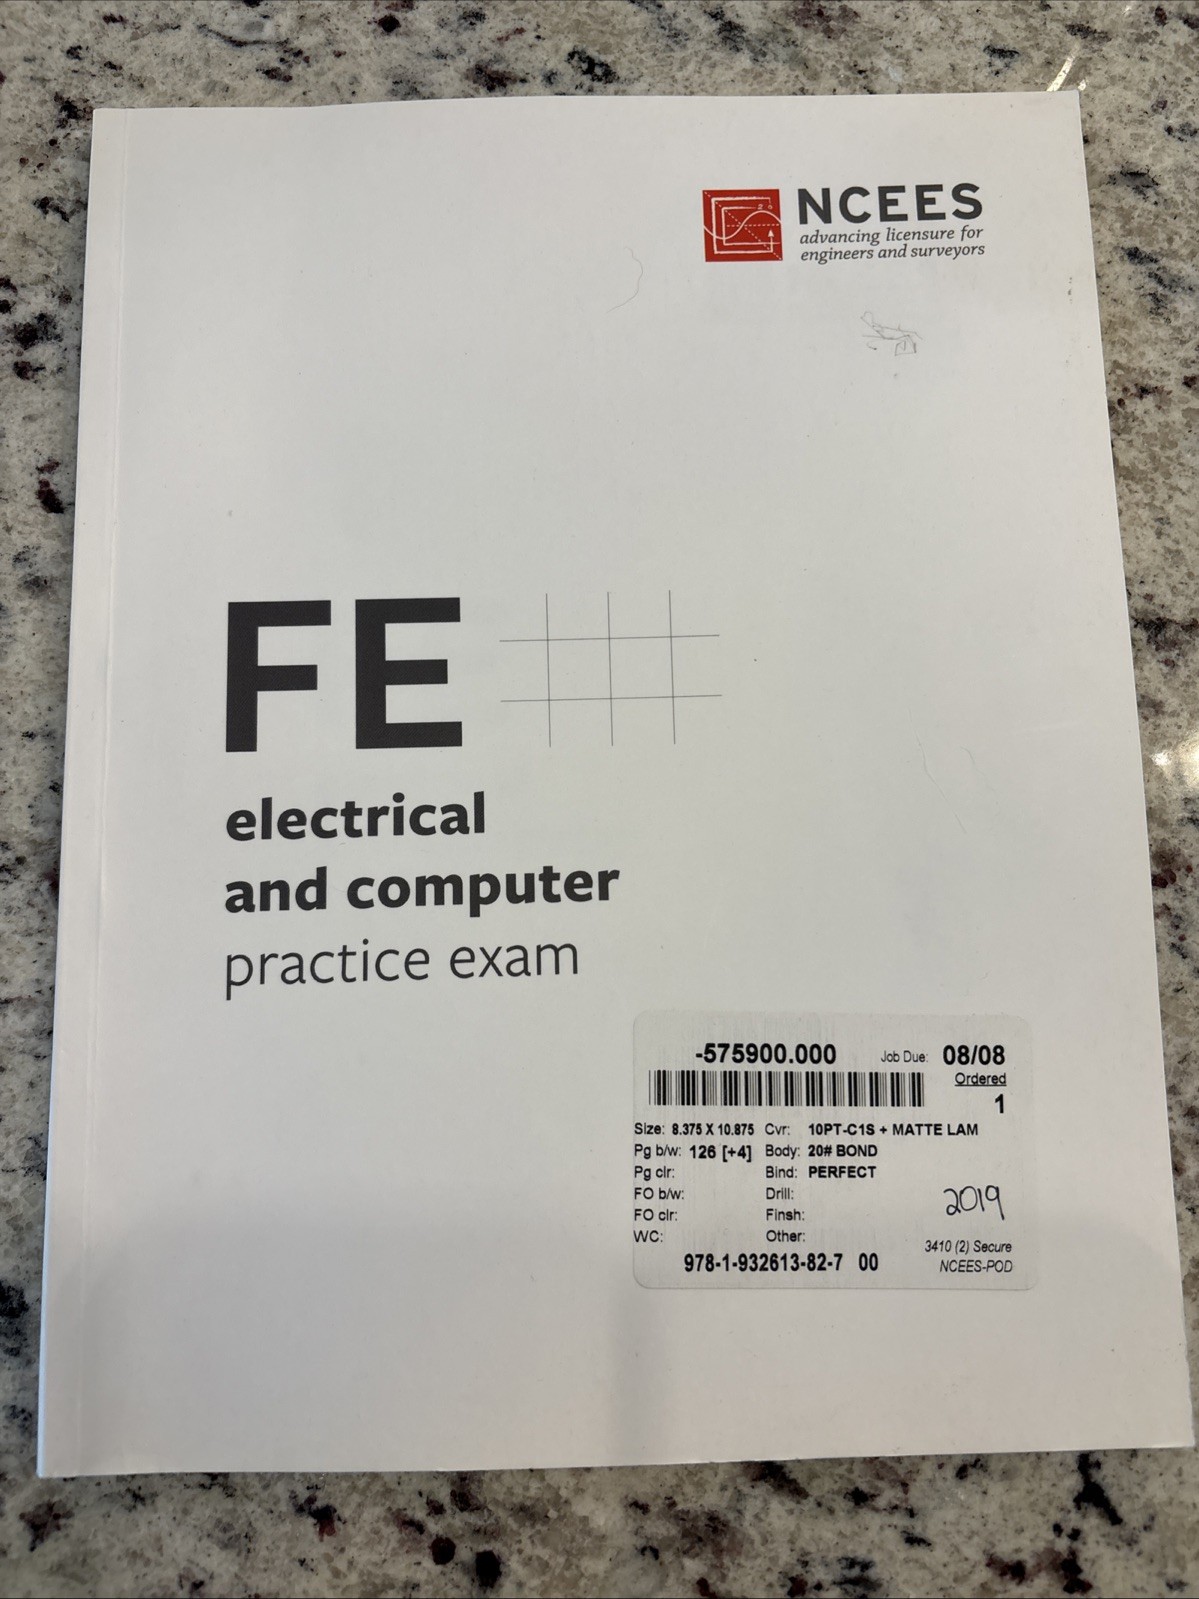 NCEES
advancing licensure for
engineers and surveyors
FE
electrical
and computer
practice exam
-575900.000 Job Due: 08/08
Ordered
1
Size: 8.375 X 10.875 Cvr: 10PT-C1S + MATTE LAM
Pg b/w: 126 [+4] Body: 20# BOND
Pg clr: Bind: PERFECT
FO b/w: Drill:
FO clr: Finsh:
2019
WC: Other:
3410 (2) Secure
978-1-932613-82-7 00 NCEES-POD